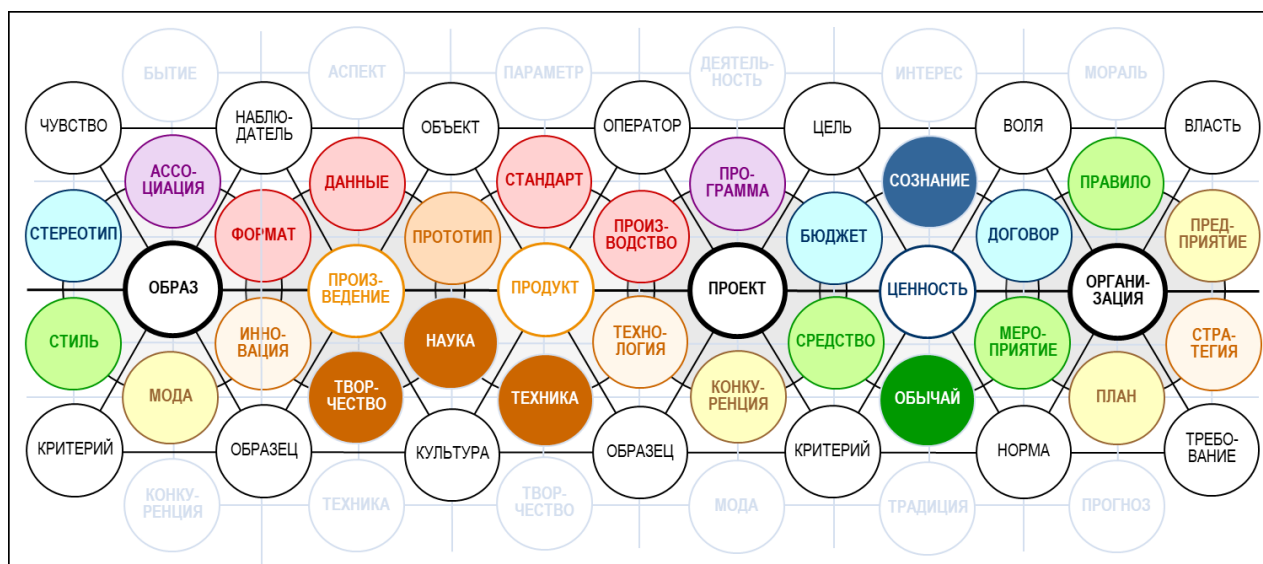 БЫТИЕ
АСПЕКТ
ПАРАМЕТР
ДЕЯТЕЛЬ-
НОСТЬ
ИНТЕРЕС
МОРАЛЬ
ЧУВСТВО
НАБЛЮ-
ДАТЕЛЬ
ОБЪЕКТ
ОПЕРАТОР
ЦЕЛЬ
ВОЛЯ
ВЛАСТЬ
АССО-
ЦИАЦИЯ
ДАННЫЕ
СТАНДАРТ
ПРО-
ГРАММА
СОЗНАНИЕ
ПРАВИЛО
СТЕРЕОТИП
ФОРМАТ
ПРОТОТИП
ПРОИЗ-
ВОДСТВО
БЮДЖЕТ
ДОГОВОР
ПРЕД-
ПРИЯТИЕ
ОБРАЗ
ПРОИЗ-
ВЕДЕНИЕ
ПРОДУКТ
ПРОЕКТ
ЦЕННОСТЬ
ОРГАНИ-
ЗАЦИЯ
СТИЛЬ
ИННО-
ВАЦИЯ
НАУКА
ТЕХНО-
ЛОГИЯ
СРЕДСТВО
МЕРО-
ПРИЯТИЕ
СТРА-
ТЕГИЯ
МОДА
ТВОР-
ЧЕСТВО
ТЕХНИКА
КОНКУ-
РЕНЦИЯ
ОБЫЧАЙ
ПЛАН
КРИТЕРИЙ
ОБРАЗЕЦ
КУЛЬТУРА
ОБРАЗЕЦ
КРИТЕРИЙ
НОРМА
ТРЕБО-
ВАНИЕ
КОНКУ-
РЕНЦИЯ
ТЕХНИКА
ТВОР-
ЧЕСТВО
МОДА
ТРАДИЦИЯ
ПРОГНОЗ